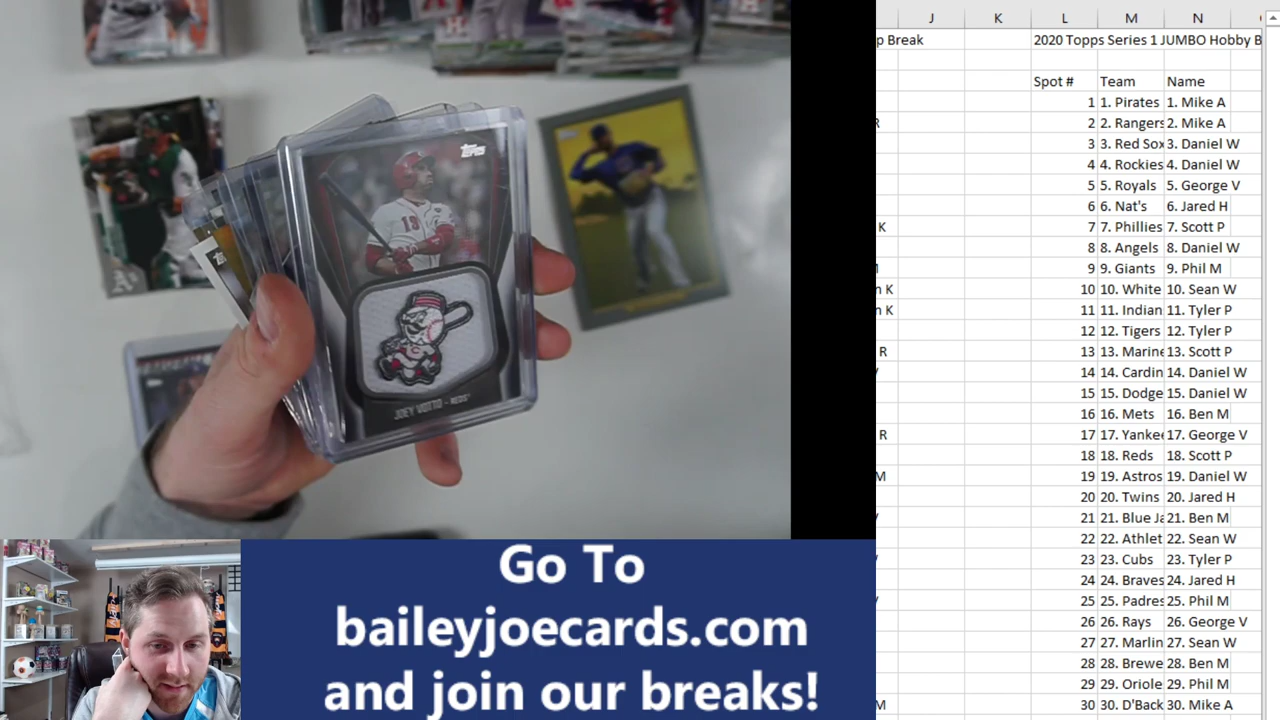 J K L M N
p Break 2020 Topps Series 1 JUMBO Hobby B
Spot # Team Name
1 1. Pirates 1. Mike A
R 2 2. Rangers 2. Mike A
3 3. Red Sox 3. Daniel W
4 4. Rockies 4. Daniel W
5 5. Royals 5. George V
6 6. Nat's 6. Jared H
K 7 7. Phillies 7. Scott P
8 8. Angels 8. Daniel W
9 9. Giants 9. Phil M
n K 10 10. White 10. Sean W
n K 11 11. Indian 11. Tyler P
12 12. Tigers 12. Tyler P
R 13 13. Marine 13. Scott P
14 14. Cardin 14. Daniel W
15 15. Dodge 15. Daniel W
16 16. Mets 16. Ben M
R 17 17. Yankee 17. George V
18 18. Reds 18. Scott P
M 19 19. Astros 19. Daniel W
20 20. Twins 20. Jared H
21 21. Blue Ja 21. Ben M
22 22. Athlet 22. Sean W
23 23. Cubs 23. Tyler P
24 24. Braves 24. Jared H
25 25. Padres 25. Phil M
26 26. Rays 26. George V
27 27. Marlin 27. Sean W
28 28. Brewe 28. Ben M
29 29. Oriole 29. Phil M
M 30 30. D'Back 30. Mike A
Topps
19
JOEY VOTTO - REDS
Go To
baileyjoecards.com
and join our breaks!